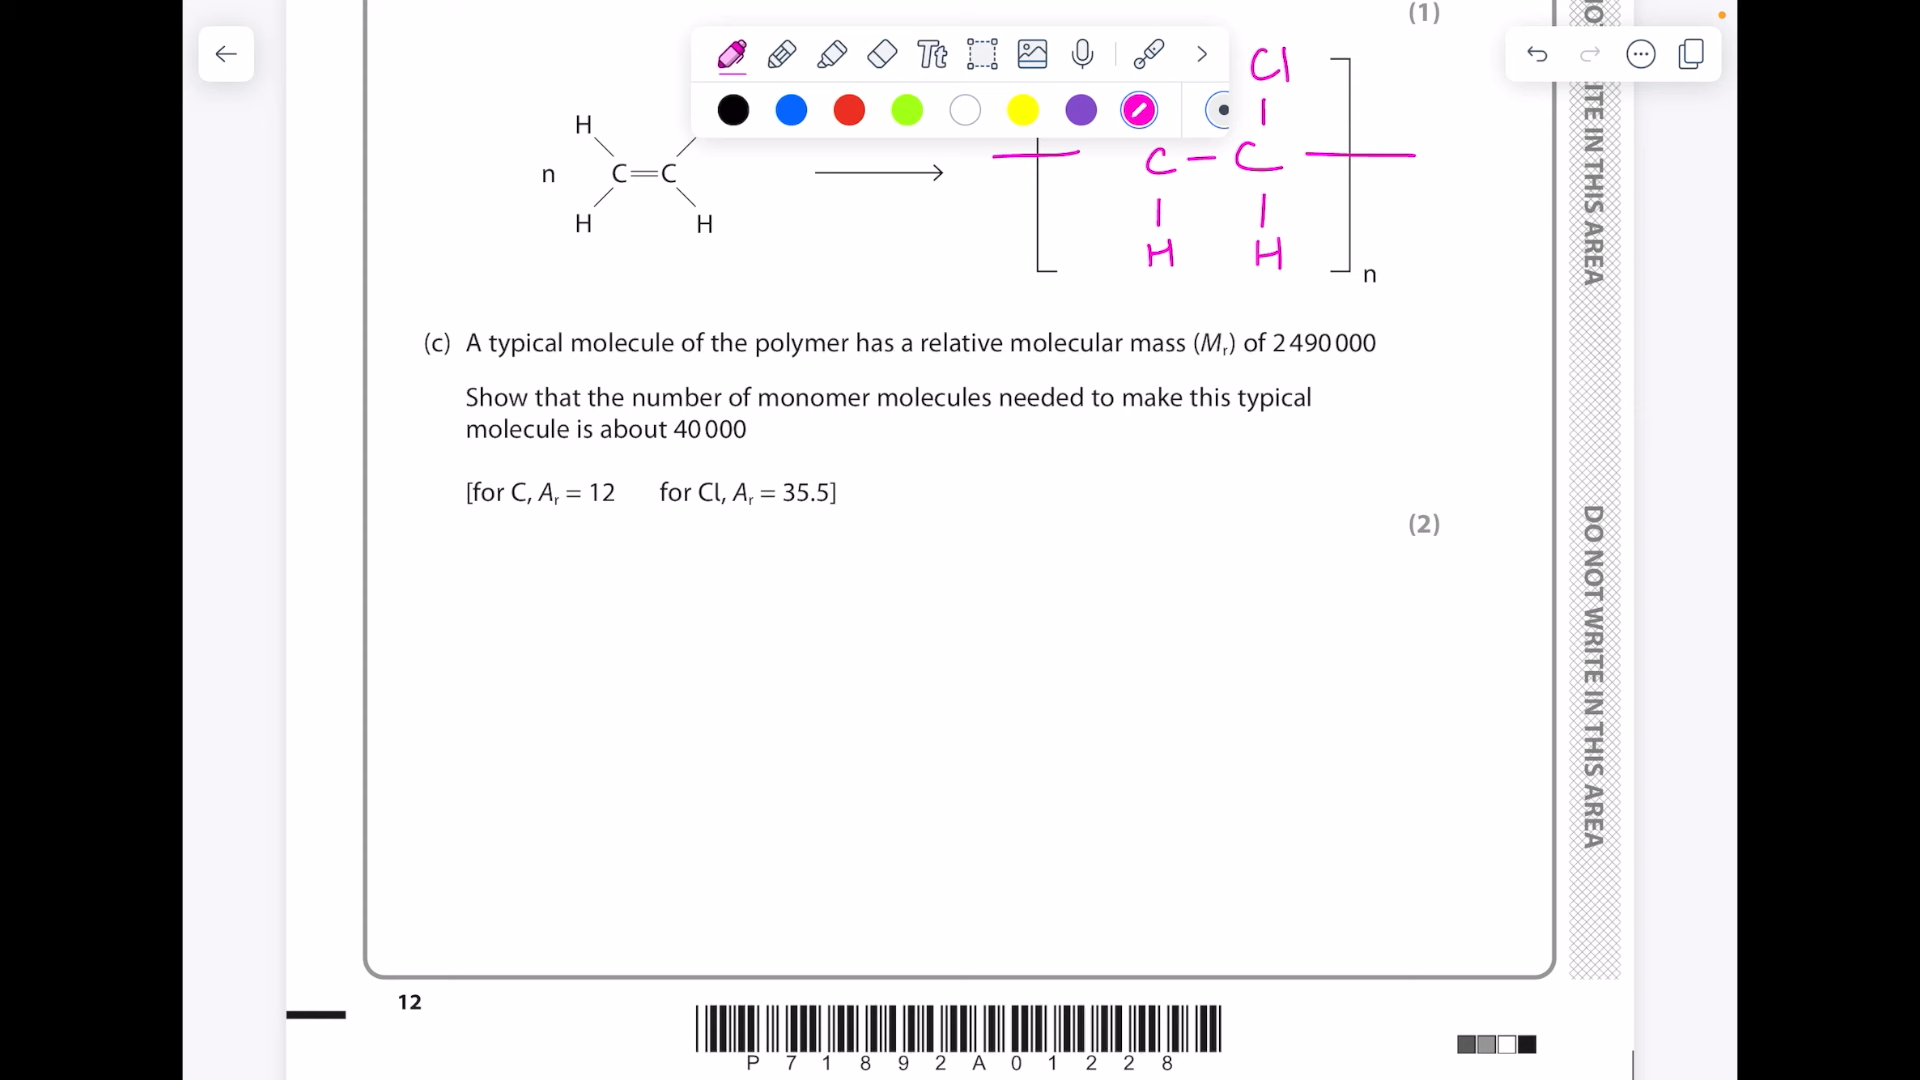 (1)
Tt
Cl
H
n C=C
H H
C - C
H H
n
(c) A typical molecule of the polymer has a relative molecular mass (Mr) of 2 490 000
Show that the number of monomer molecules needed to make this typical
molecule is about 40 000
[for C, Ar = 12 for Cl, Ar = 35.5]
(2)
ITE IN THIS AREA
DO NOT WRITE IN THIS AREA
12
P 7 1 8 9 2 A 0 1 2 2 8